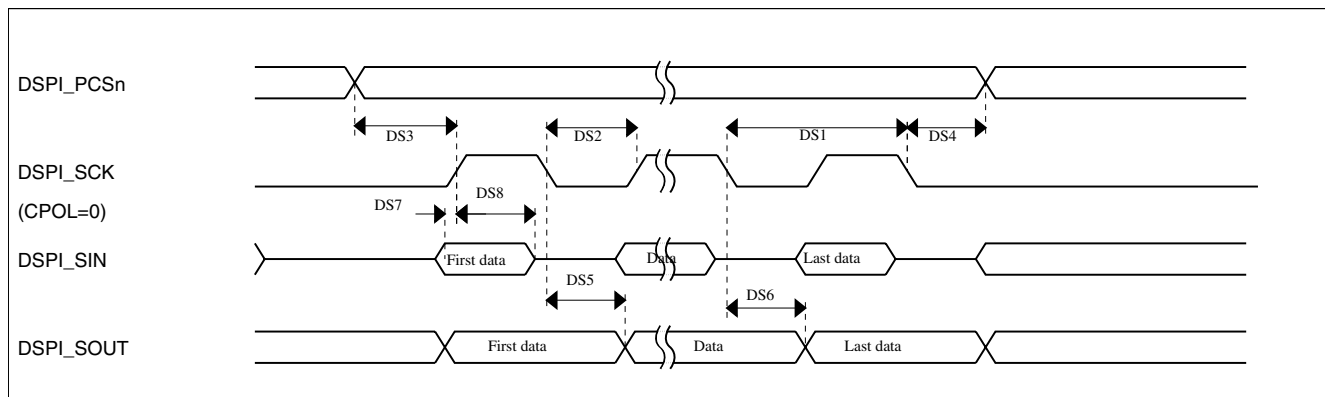 DSPI_PCSn
DS3
DS2
DS1
DS4
DSPI_SCK
(CPOL=0)
DS7
DS8
DSPI_SIN
First data
Data
Last data
DS5
DS6
DSPI_SOUT
First data
Data
Last data